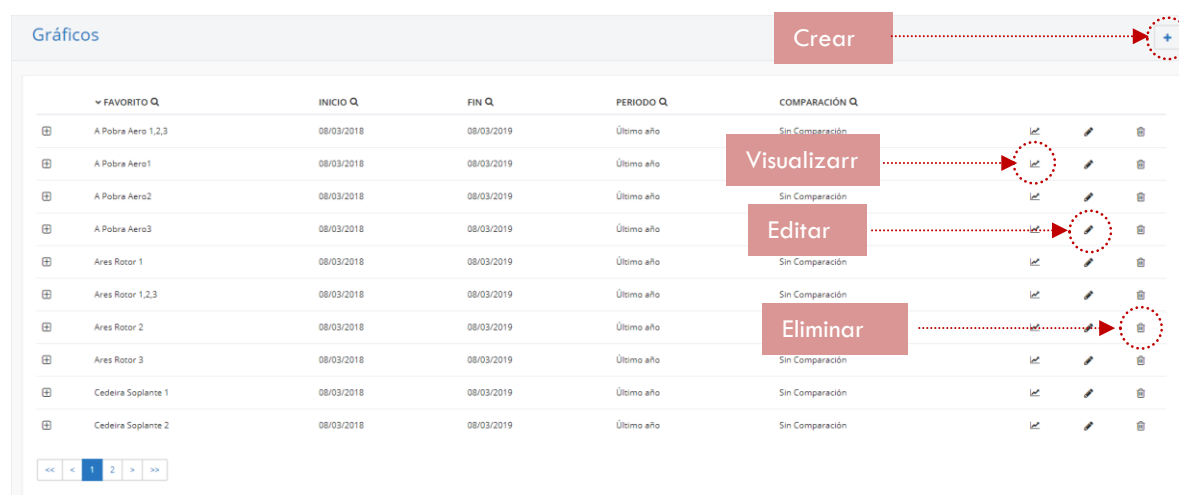 Gráficos
Crear
+
FAVORITO INICIO FIN PERIODO COMPARACIÓN
A Pobra Aero 1,2,3 08/03/2018 08/03/2019 Último año Sin Comparación
A Pobra Aero1 08/03/2018 08/03/2019 Último año
Visualizarr
A Pobra Aero2 08/03/2018 08/03/2019 Último año Sin Comparación
A Pobra Aero3 08/03/2018 08/03/2019 Último año
Editar
Ares Rotor 1 08/03/2018 08/03/2019 Último año Sin Comparación
Ares Rotor 1,2,3 08/03/2018 08/03/2019 Último año Sin Comparación
Ares Rotor 2 08/03/2018 08/03/2019 Último año
Eliminar
Ares Rotor 3 08/03/2018 08/03/2019 Último año Sin Comparación
Cedeira Soplante 1 08/03/2018 08/03/2019 Último año Sin Comparación
Cedeira Soplante 2 08/03/2018 08/03/2019 Último año Sin Comparación
<< < 1 2 > >>